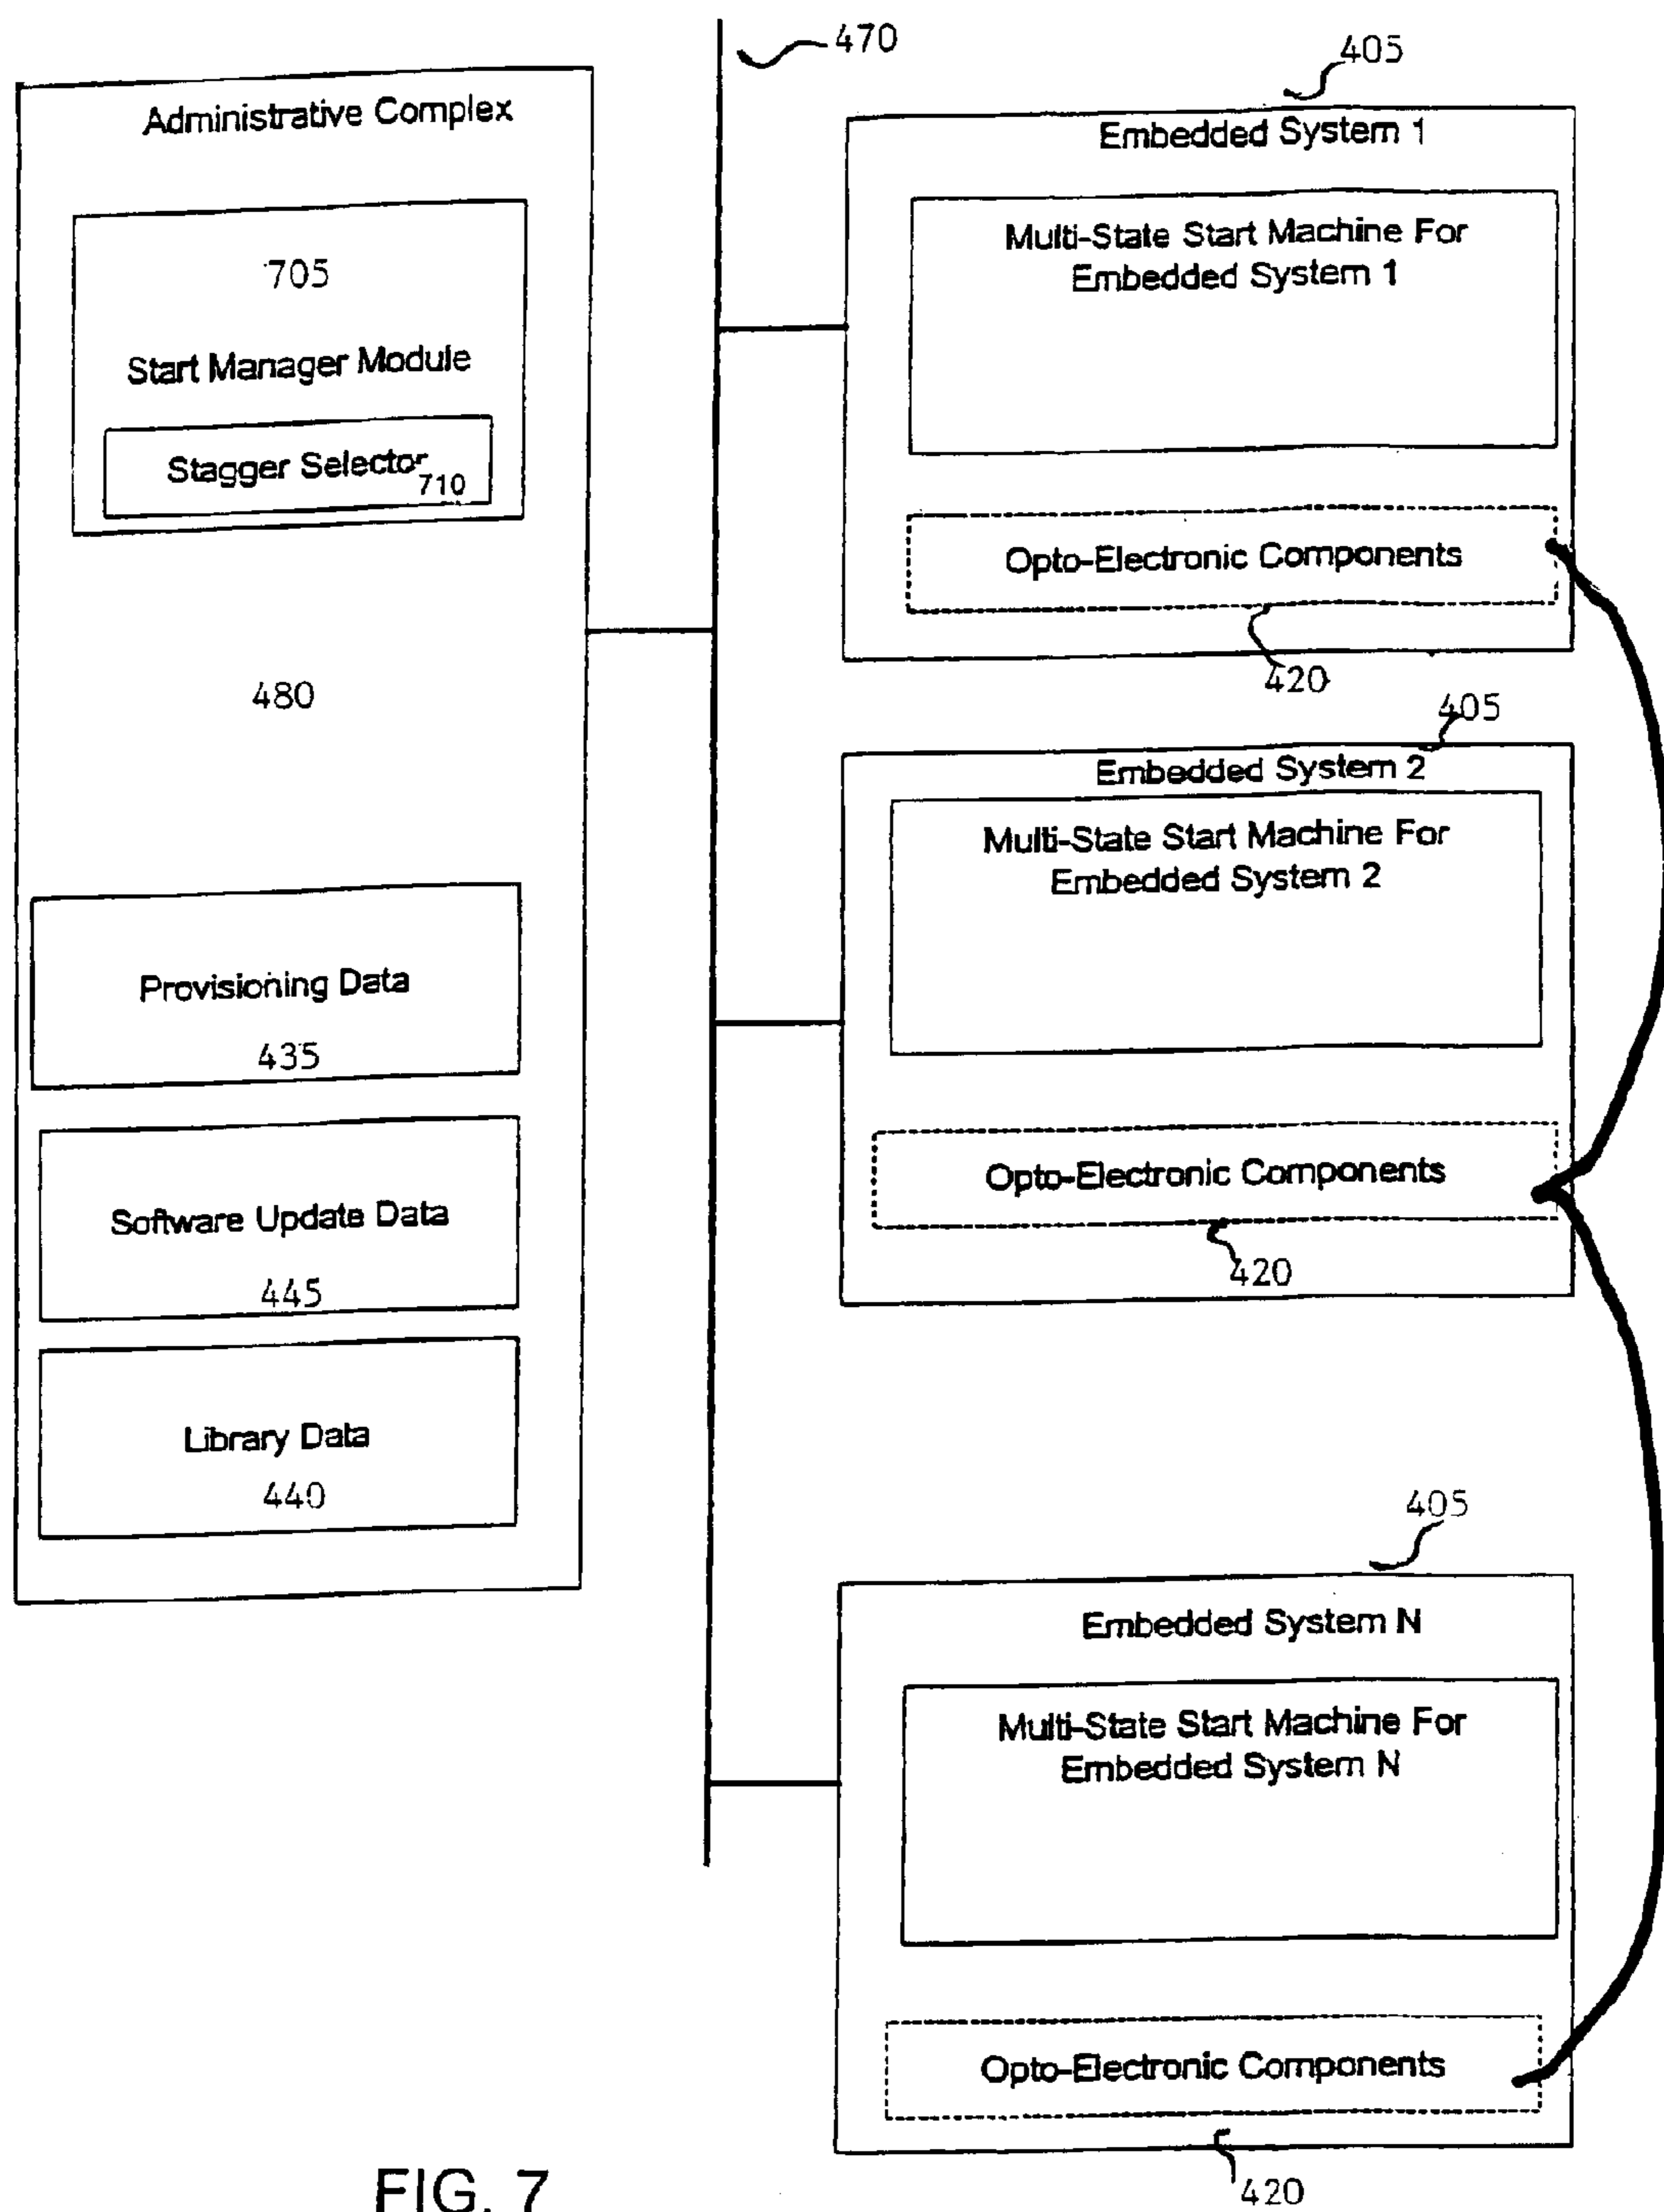 470
405
Administrative Complex
705
Start Manager Module
Stagger Selector
710
480
Provisioning Data
435
Software Update Data
445
Library Data
440
Embedded System 1
Multi-State Start Machine For
Embedded System 1
Opto-Electronic Components
420
405
Embedded System 2
Multi-State Start Machine For
Embedded System 2
Opto-Electronic Components
420
405
Embedded System N
Multi-State Start Machine For
Embedded System N
Opto-Electronic Components
420
FIG. 7